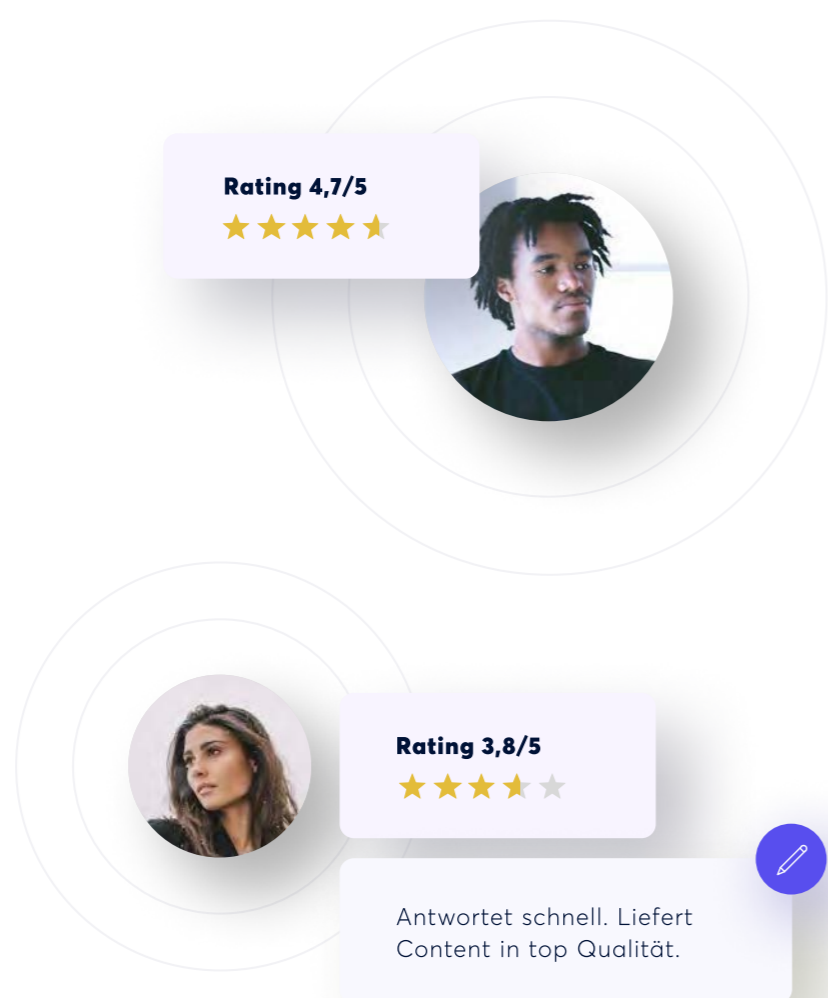 Rating 4,7/5
Rating 3,8/5
Antwortet schnell. Liefert
Content in top Qualität.